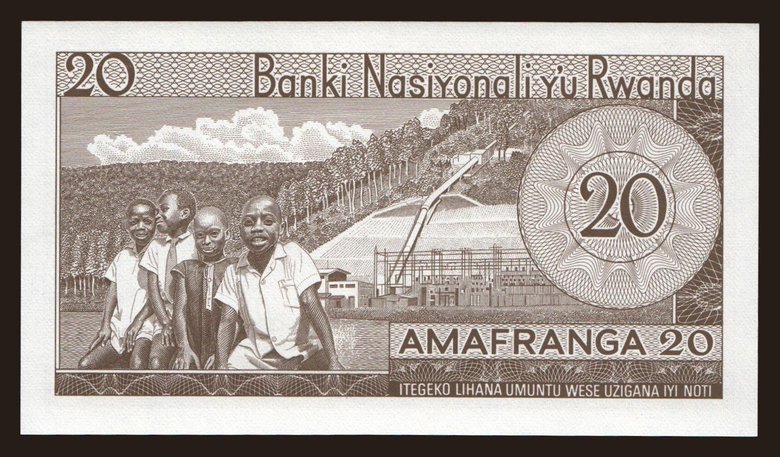 20 Banki Nasiyonali y'u Rwanda
20
AMAFRANGA 20
ITEGEKO LIHANA UMUNTU WESE UZIGANA IYI NOTI